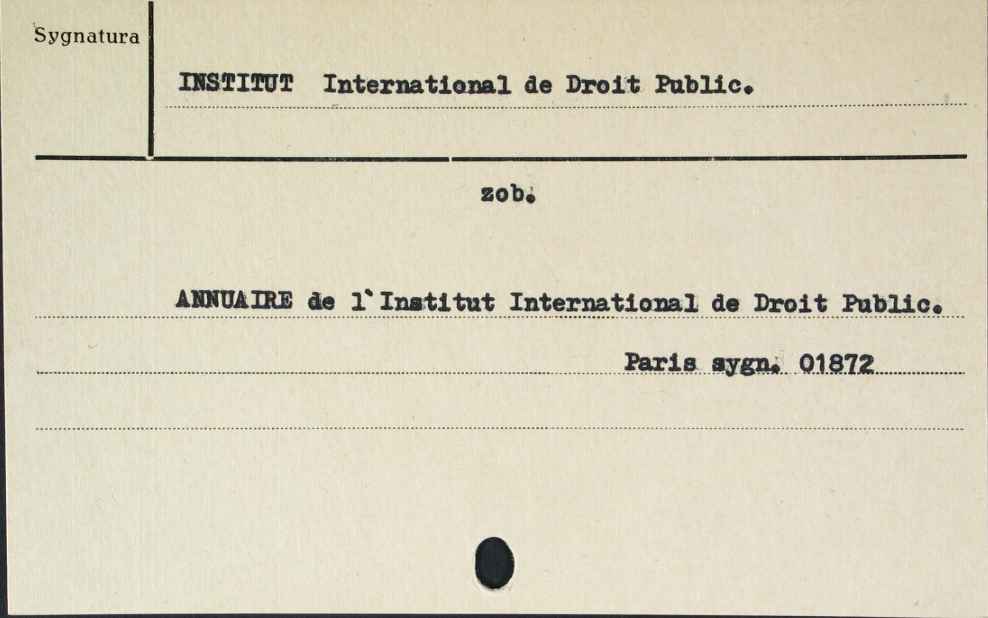 Sygnatura
INSTITUT International de Droit Public.
zob.
ANNUAIRE de l`Institut International de Droit Public.
Paris sygn. 01872